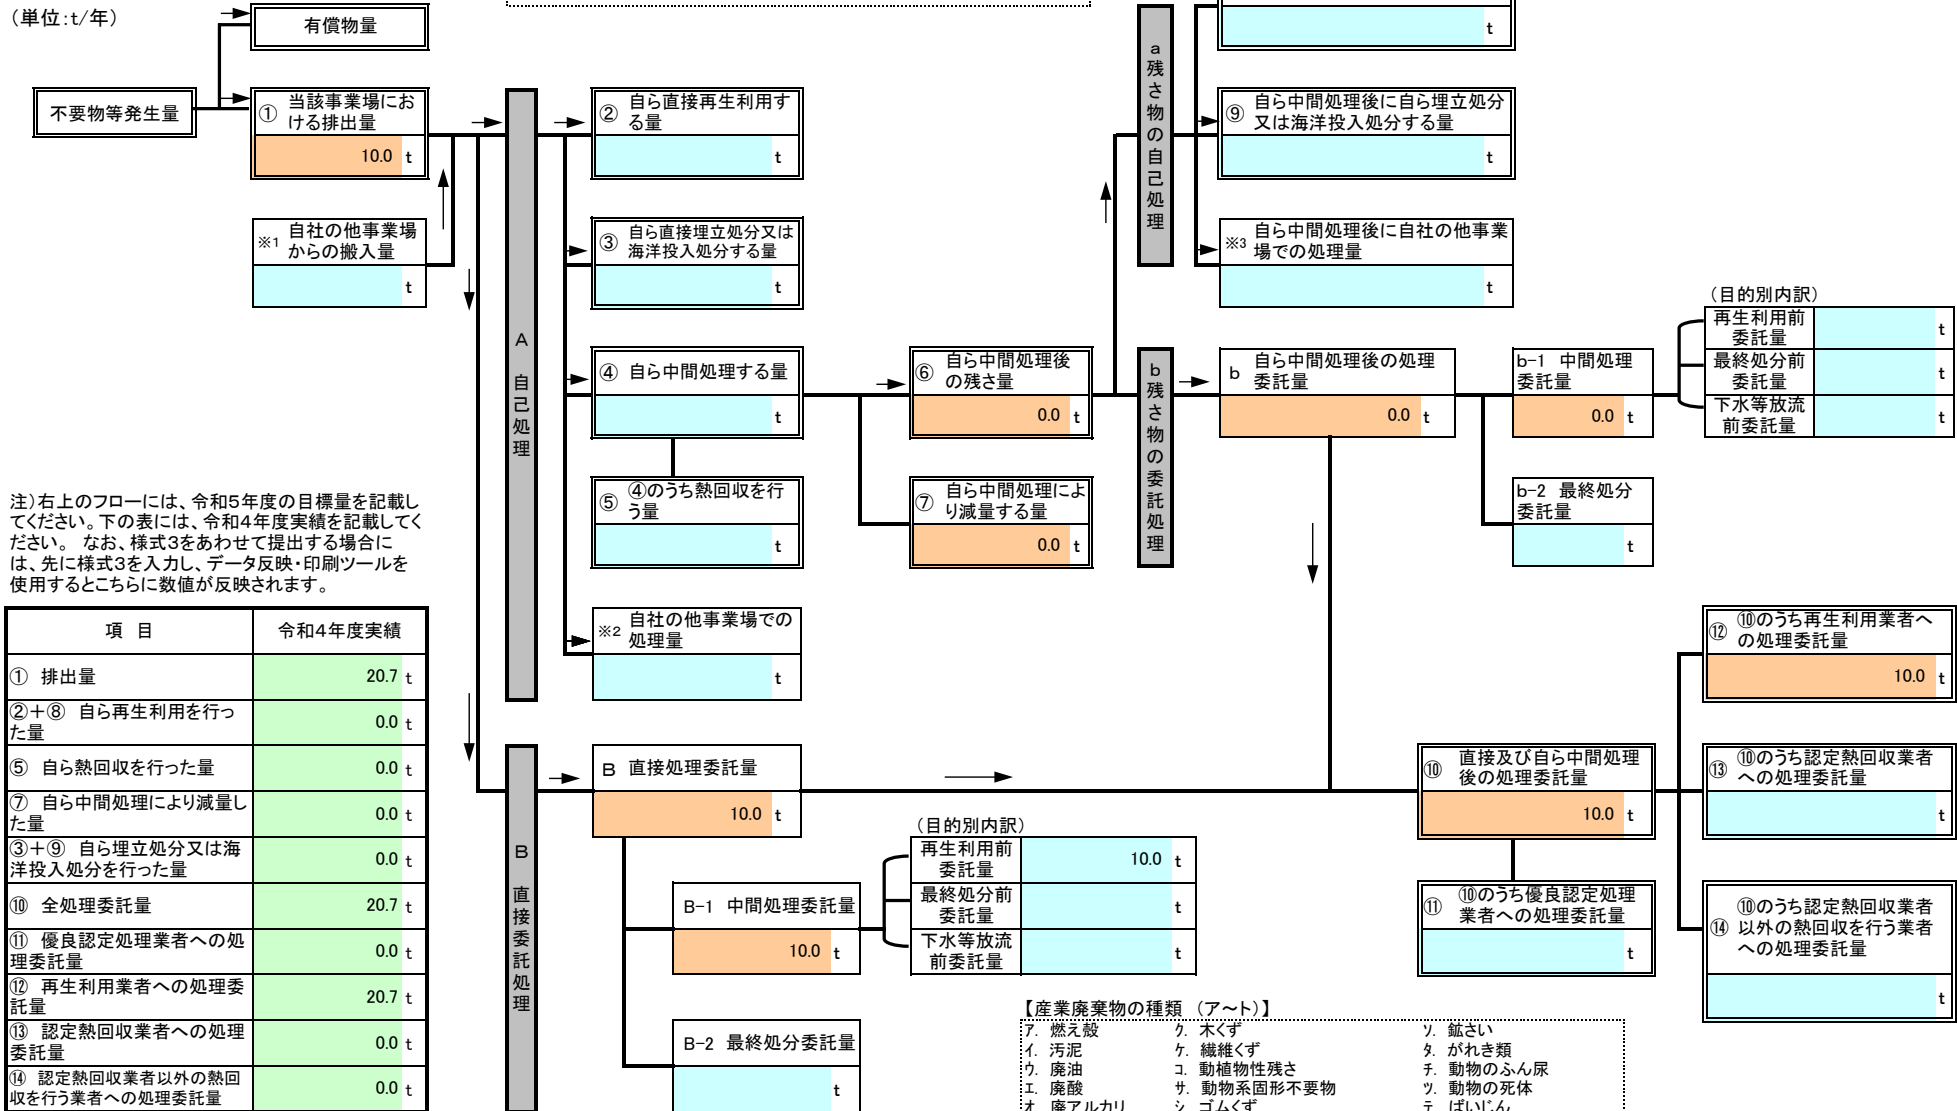 （単位：t/年）
有償物量
不要物等発生量
① 当該事業場にお
ける排出量
10.0 t
※1 自社の他事業場
からの搬入量
t
A 自己処理
② 自ら直接再生利用す
る量
t
③ 自ら直接埋立処分又は
海洋投入処分する量
t
④ 自ら中間処理する量
t
⑤ ④のうち熱回収を行
う量
t
※2 自社の他事業場での
処理量
t
⑥ 自ら中間処理後
の残さ量
0.0 t
⑦ 自ら中間処理によ
り減量する量
0.0 t
a 残さ物の自己処理
t
⑨ 自ら中間処理後に自ら埋立処分
又は海洋投入処分する量
t
※3 自ら中間処理後に自社の他事業
場での処理量
t
b 残さ物の委託処理
b 自ら中間処理後の処理
委託量
0.0 t
b-1 中間処理
委託量
0.0 t
b-2 最終処分
委託量
t
（目的別内訳）
再生利用前
委託量
t
最終処分前
委託量
t
下水等放流
前委託量
t
注）右上のフローには、令和5年度の目標量を記載し
てください。下の表には、令和4年度実績を記載してく
ださい。 なお、様式3をあわせて提出する場合に
は、先に様式3を入力し、データ反映・印刷ツールを
使用するとこちらに数値が反映されます。
項 目 令和4年度実績
① 排出量 20.7 t
②＋⑧ 自ら再生利用を行っ
た量 0.0 t
⑤ 自ら熱回収を行った量 0.0 t
⑦ 自ら中間処理により減量し
た量 0.0 t
③＋⑨ 自ら埋立処分又は海
洋投入処分を行った量 0.0 t
⑩ 全処理委託量 20.7 t
⑪ 優良認定処理業者への処
理委託量 0.0 t
⑫ 再生利用業者への処理委
託量 20.7 t
⑬ 認定熱回収業者への処理
委託量 0.0 t
⑭ 認定熱回収業者以外の熱回
収を行う業者への処理委託量 0.0 t
B 直接委託処理
B 直接処理委託量
10.0 t
B-1 中間処理委託量
10.0 t
B-2 最終処分委託量
t
（目的別内訳）
再生利用前
委託量
10.0 t
最終処分前
委託量
t
下水等放流
前委託量
t
⑩ 直接及び自ら中間処理
後の処理委託量
10.0 t
⑪ ⑩のうち優良認定処理
業者への処理委託量
t
⑫ ⑩のうち再生利用業者へ
の処理委託量
10.0 t
⑬ ⑩のうち認定熱回収業者
への処理委託量
t
⑭ ⑩のうち認定熱回収業者
以外の熱回収を行う業者
への処理委託量
t
【産業廃棄物の種類 （ア～ト）】
ア. 燃え殻 ク. 木くず ソ. 鉱さい
イ. 汚泥 ケ. 繊維くず タ. がれき類
ウ. 廃油 コ. 動植物性残さ チ. 動物のふん尿
エ. 廃酸 サ. 動物系固形不要物 ツ. 動物の死体
オ. 廃アルカリ シ. ゴムくず テ. ばいじん